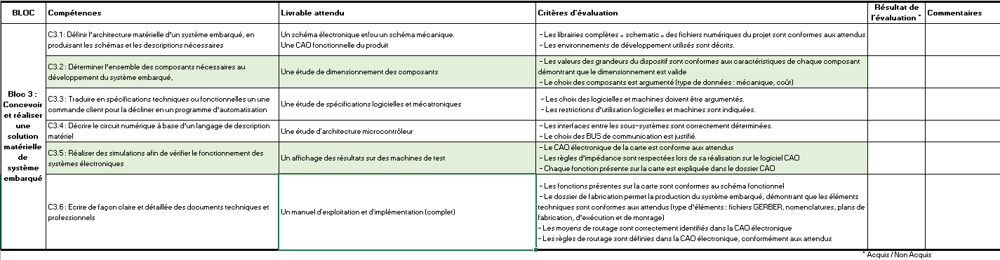 BLOC
Compétences
Livrable attendu
Critères d'évaluation
Résultat de
l'évaluation *
Commentaires
Bloc 3 :
Concevoir
et réaliser
une
solution
matérielle
de
système
embarqué
C3.1 : Définir l'architecture matérielle d'un système embarqué, en
produisant les schémas et les descriptions nécessaires
Un schéma électronique et/ou un schéma mécanique.
Une CAO fonctionnelle du produit
- Les librairies complètes « schematic » des fichiers numériques du projet sont conformes aux attendus
- Les environnements de développement utilisés sont décrits.
C3.2 : Déterminer l'ensemble des composants nécessaires au
développement du système embarqué,
Une étude de dimensionnement des composants
- Les valeurs des grandeurs du dispositif sont conformes aux caractéristiques de chaque composant
démontrant que le dimensionnement est valide
- Le choix des composants est argumenté (type de données : mécanique, coût)
C3.3 : Traduire en spécifications techniques ou fonctionnelles un une
commande client pour la décliner en un programme d'automatisation
Une étude de spécifications logicielles et mécatroniques
- Les choix des logicielles et machines doivent être argumentés.
- Les restrictions d'utilisation logicielles et machines sont indiquées.
C3.4 : Décrire le circuit numérique à base d'un langage de description
matériel
Une étude d'architecture microcontrôleur
- Les interfaces entre les sous-systèmes sont correctement déterminées.
- Le choix des BUS de communication est justifié.
C3.5 : Réaliser des simulations afin de vérifier le fonctionnement des
systèmes électroniques
Un affichage des résultats sur des machines de test
- Le CAO électronique de la carte est conforme aux attendus
- Les règles d'impédance sont respectées lors de sa réalisation sur le logiciel CAO
- Chaque fonction présente sur la carte est expliquée dans le dossier CAO
C3.6 : Ecrire de façon claire et détaillée des documents techniques et
professionnels
Un manuel d'exploitation et d'implémentation (complet)
- Les fonctions présentes sur la carte sont conformes au schéma fonctionnel
- Le dossier de fabrication permet la production du système embarqué, démontrant que les éléments
techniques sont conformes aux attendus (type d'éléments : fichiers GERBER, nomenclatures, plans de
fabrication, d'exécution et de montage)
- Les moyens de routage sont correctement identifiés dans la CAO électronique
- Les règles de routage sont définies dans la CAO électronique, conformément aux attendus
* Acquis / Non Acquis